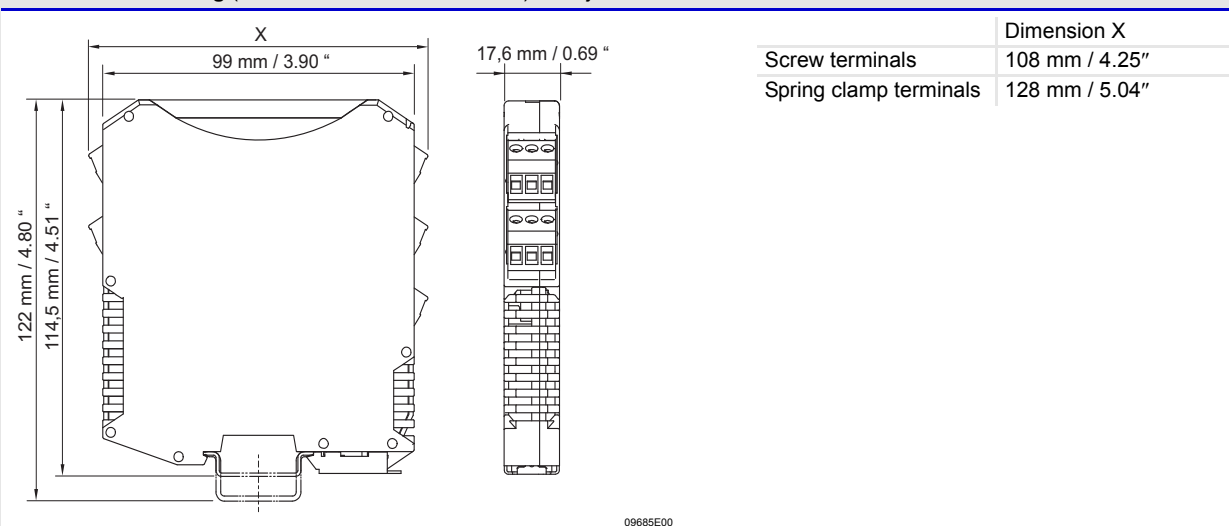 X
99 mm / 3.90 “
17,6 mm / 0.69 “
122 mm / 4.80 “
114,5 mm / 4.51 “
Dimension X
Screw terminals 108 mm / 4.25″
Spring clamp terminals 128 mm / 5.04″
09685E00